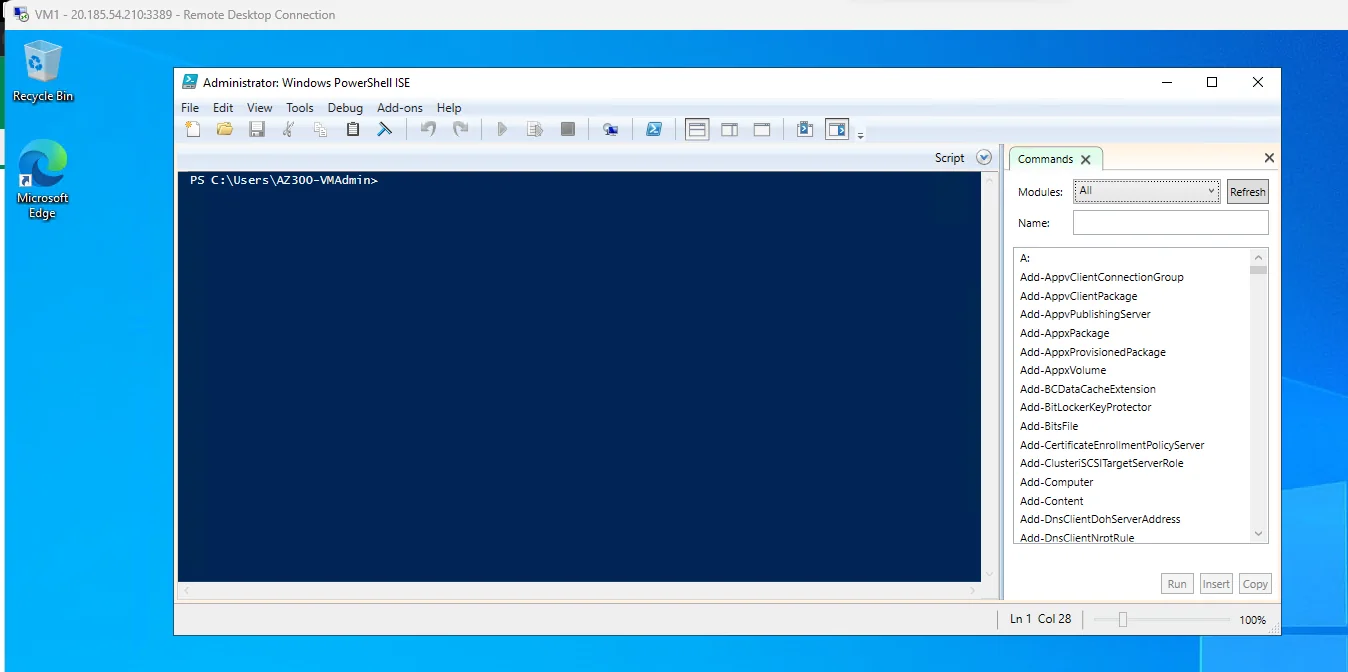 VM1 - 20.185.54.210:3389 - Remote Desktop Connection
Recycle Bin
Microsoft
Edge
Administrator: Windows PowerShell ISE
File Edit View Tools Debug Add-ons Help
Script
PS C:\Users\AZ300-VMAdmin>
Commands
Modules: All Refresh
Name:
A:
Add-AppvClientConnectionGroup
Add-AppvClientPackage
Add-AppvPublishingServer
Add-AppxPackage
Add-AppxProvisionedPackage
Add-AppxVolume
Add-BCDataCacheExtension
Add-BitLockerKeyProtector
Add-BitsFile
Add-CertificateEnrollmentPolicyServer
Add-ClusteriSCSITargetServerRole
Add-Computer
Add-Content
Add-DnsClientDohServerAddress
Add-DnsClientNrptRule
Run Insert Copy
Ln 1 Col 28
100%